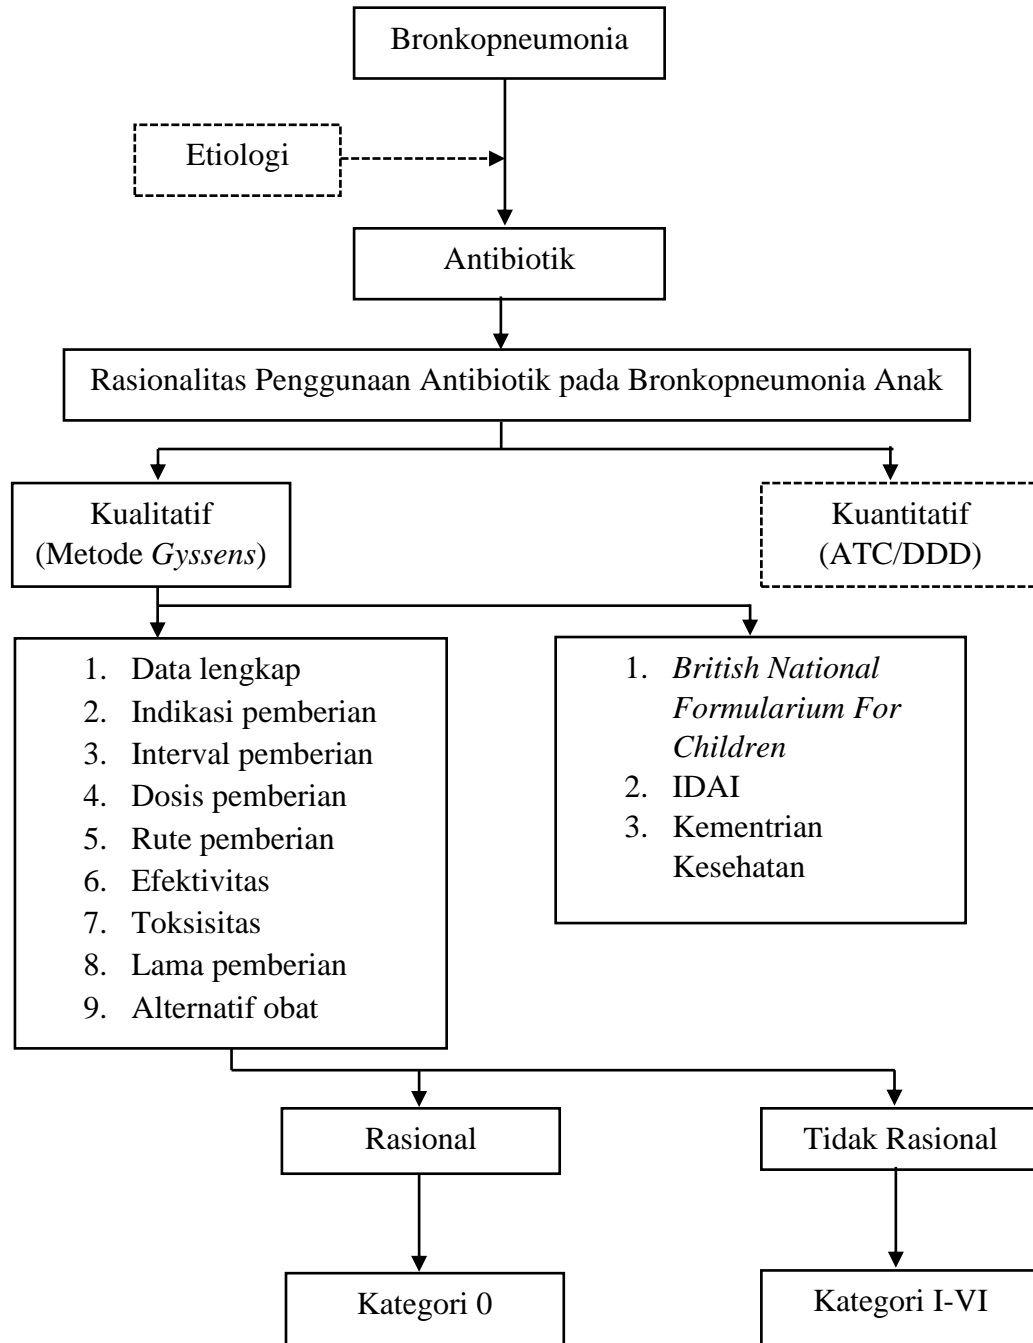 Bronkopneumonia
Etiologi
Antibiotik
Rasionalitas Penggunaan Antibiotik pada Bronkopneumonia Anak
Kualitatif
(Metode Gyssens)
Kuantitatif
(ATC/DDD)
1. Data lengkap
2. Indikasi pemberian
3. Interval pemberian
4. Dosis pemberian
5. Rute pemberian
6. Efektivitas
7. Toksisitas
8. Lama pemberian
9. Alternatif obat
1. British National
Formularium For
Children
2. IDAI
3. Kementrian
Kesehatan
Rasional
Tidak Rasional
Kategori 0
Kategori I-VI